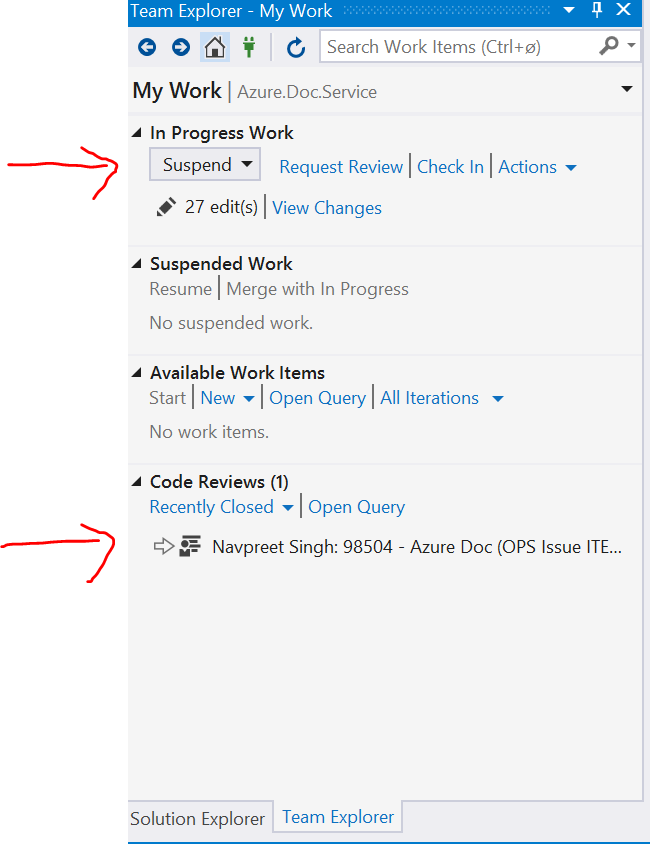 Team Explorer - My Work
Search Work Items (Ctrl+ø)
My Work | Azure.Doc.Service
In Progress Work
Suspend Request Review | Check In | Actions
27 edit(s) | View Changes
Suspended Work
Resume | Merge with In Progress
No suspended work.
Available Work Items
Start | New | Open Query | All Iterations
No work items.
Code Reviews (1)
Recently Closed | Open Query
Navpreet Singh: 98504 - Azure Doc (OPS Issue ITE...
Solution Explorer Team Explorer